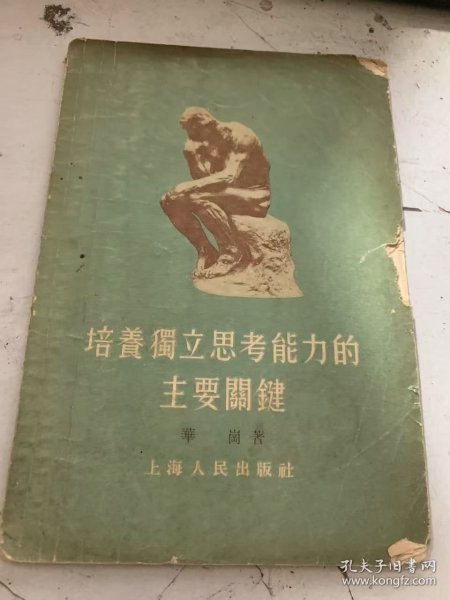 培養獨立思考能力的
主要關鍵
華 崗著
上海人民出版社
孔夫子旧书网
www.kongfz.com